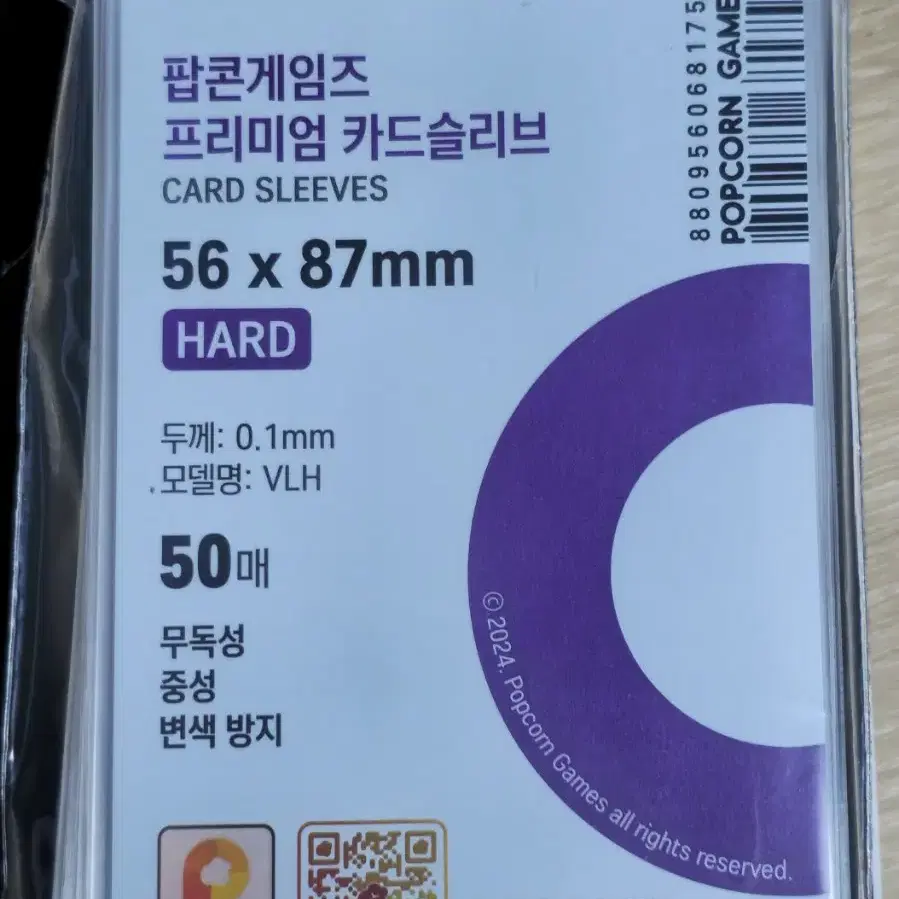 팝콘게임즈
프리미엄 카드슬리브
CARD SLEEVES
56 x 87mm
HARD
두께: 0.1mm
모델명: VLH
50매
무독성
중성
변색 방지
880956068175
POPCORN GAME
© 2024. Popcorn Games all rights reserved.